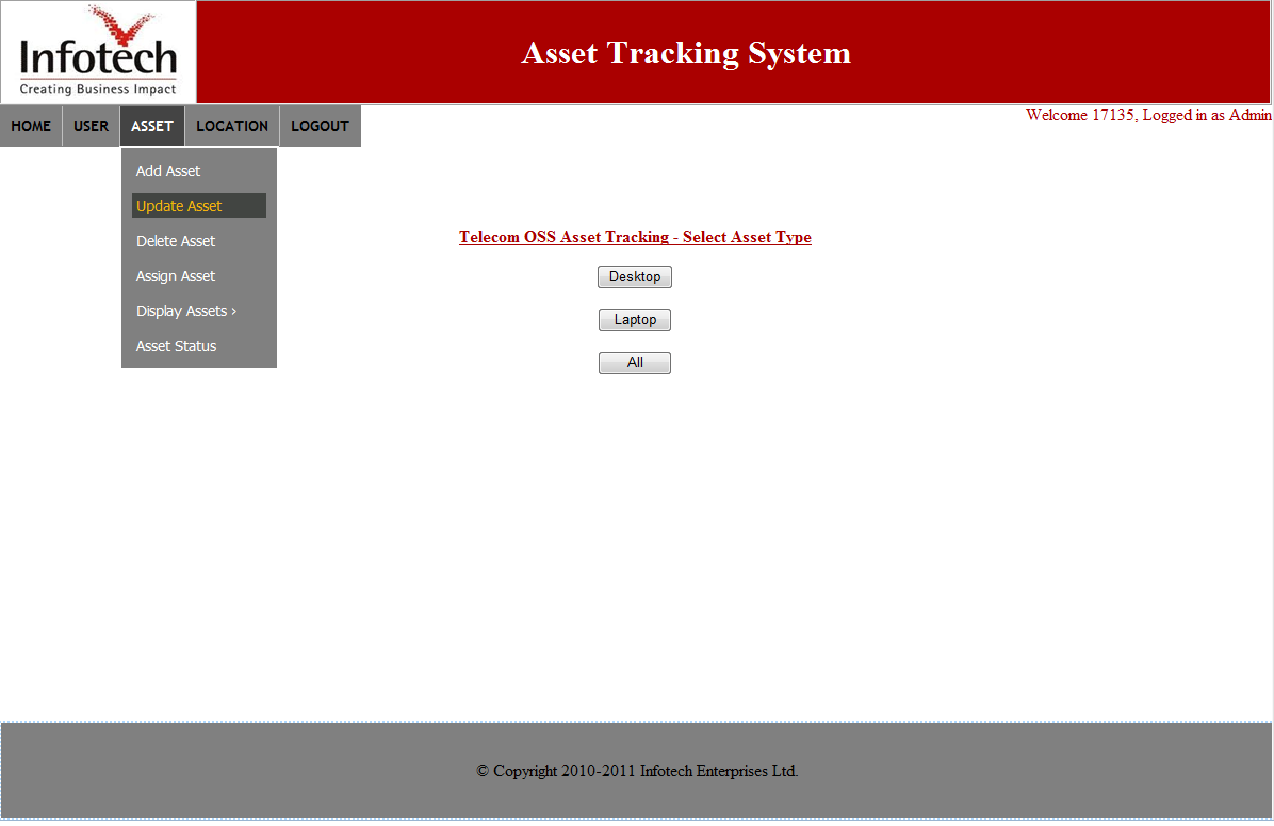 Infotech
Creating Business Impact
Asset Tracking System
HOME USER ASSET LOCATION LOGOUT
Welcome 17135, Logged in as Admin
Add Asset
Update Asset
Delete Asset
Assign Asset
Display Assets ›
Asset Status
Telecom OSS Asset Tracking - Select Asset Type
Desktop
Laptop
All
© Copyright 2010-2011 Infotech Enterprises Ltd.